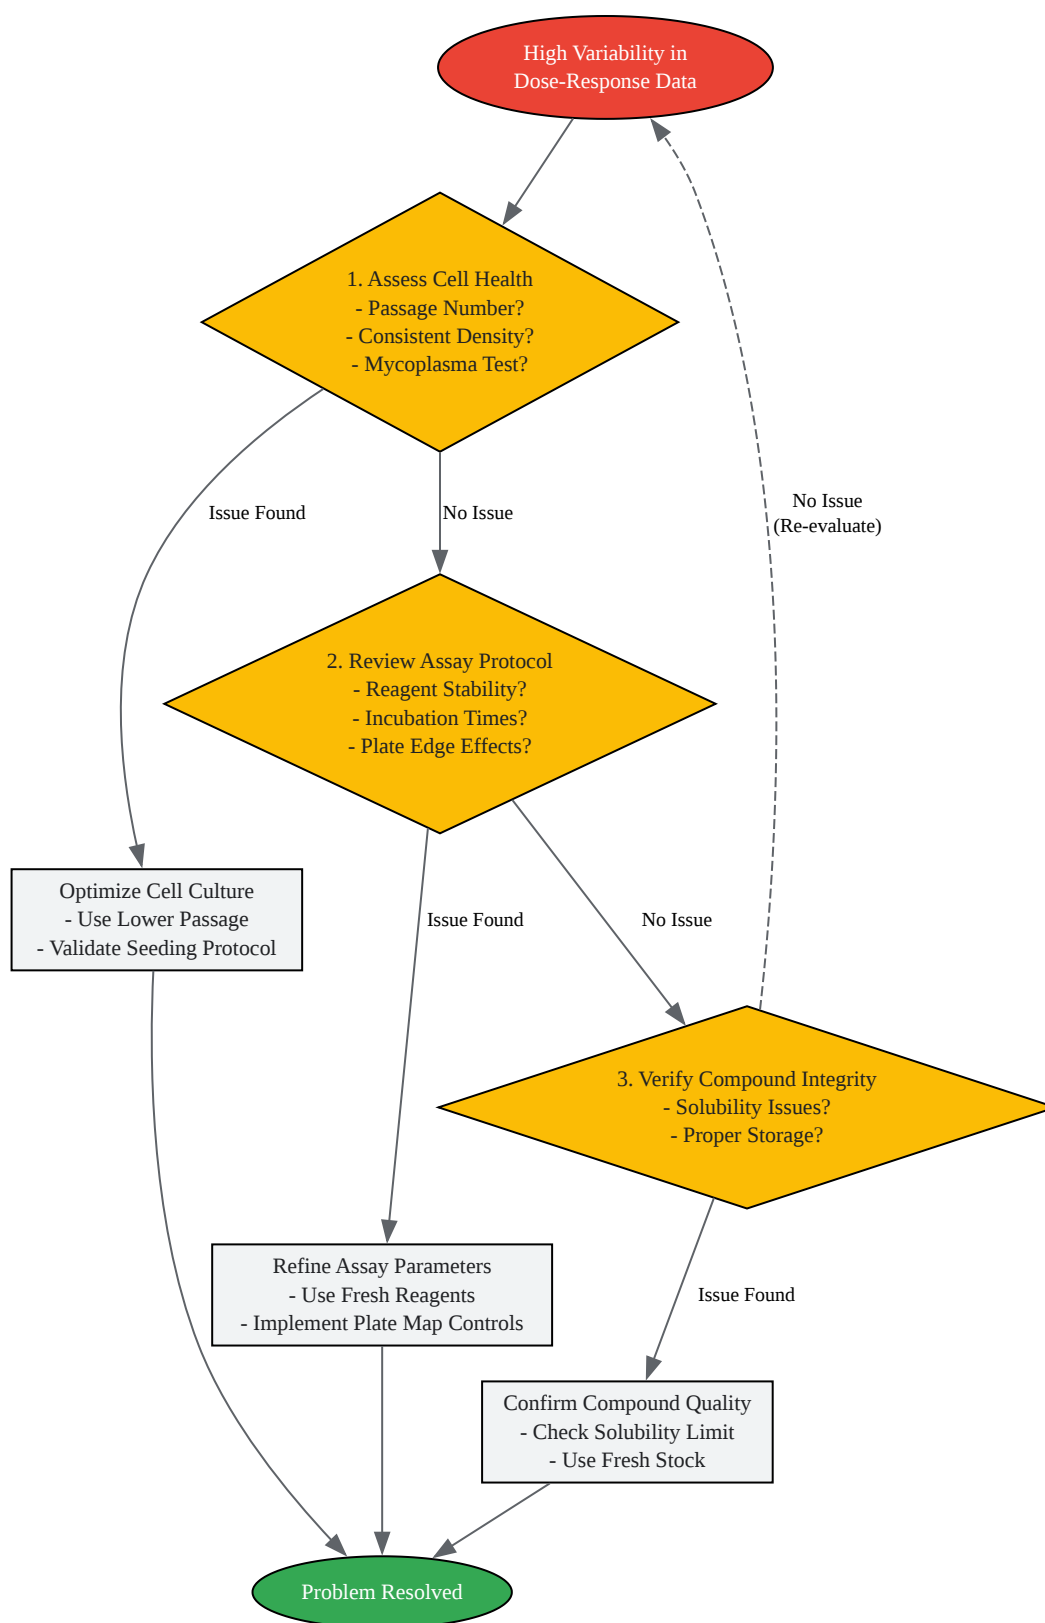 High Variability in
Dose-Response Data
1. Assess Cell Health
- Passage Number?
- Consistent Density?
- Mycoplasma Test?
Issue Found
No Issue
No Issue
(Re-evaluate)
2. Review Assay Protocol
- Reagent Stability?
- Incubation Times?
- Plate Edge Effects?
Optimize Cell Culture
- Use Lower Passage
- Validate Seeding Protocol
Issue Found
No Issue
3. Verify Compound Integrity
- Solubility Issues?
- Proper Storage?
Refine Assay Parameters
- Use Fresh Reagents
- Implement Plate Map Controls
Issue Found
Confirm Compound Quality
- Check Solubility Limit
- Use Fresh Stock
Problem Resolved